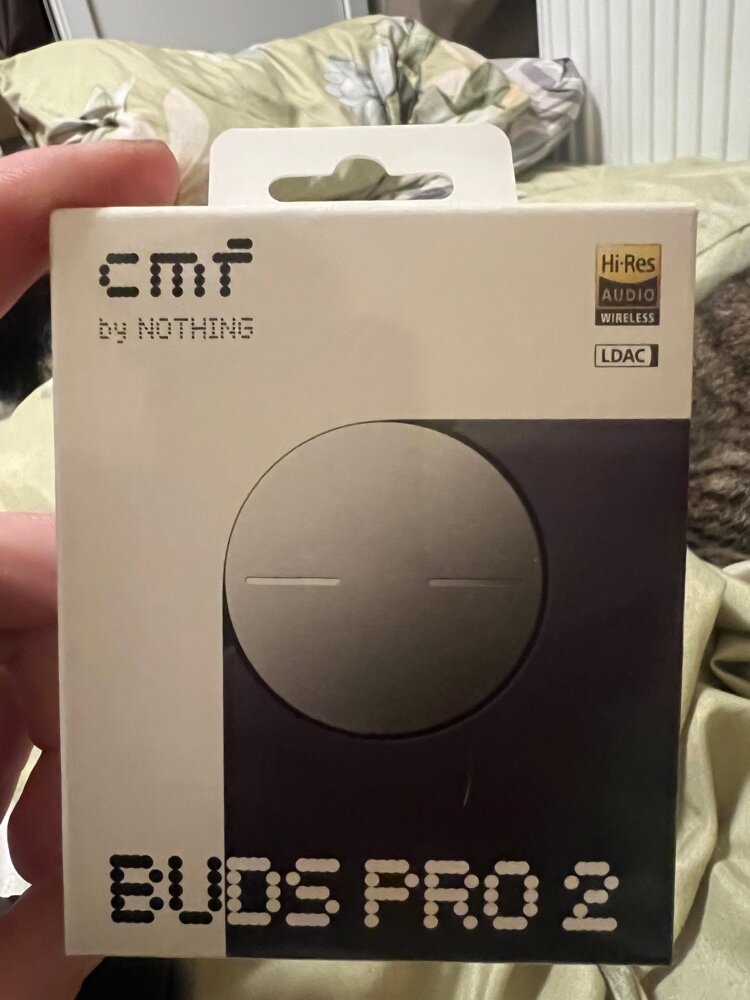 cmf
by NOTHING
Hi-Res
AUDIO
WIRELESS
LDAC
BUDS PRO 2